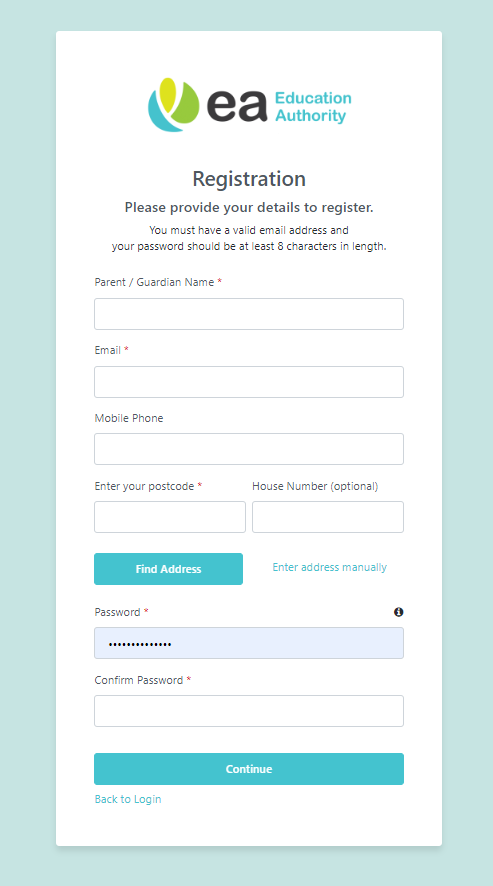 ea Education
Authority
Registration
Please provide your details to register.
You must have a valid email address and
your password should be at least 8 characters in length.
Parent / Guardian Name *
Email *
Mobile Phone
Enter your postcode * House Number (optional)
Find Address Enter address manually
Password *
••••••••••••••
Confirm Password *
Continue
Back to Login